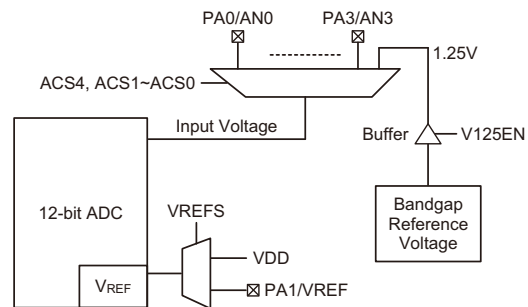 PA0/AN0
PA3/AN3
1.25V
ACS4, ACS1~ACS0
Input Voltage
Buffer
V125EN
12-bit ADC
VREFS
Bandgap
Reference
Voltage
VDD
VREF
PA1/VREF